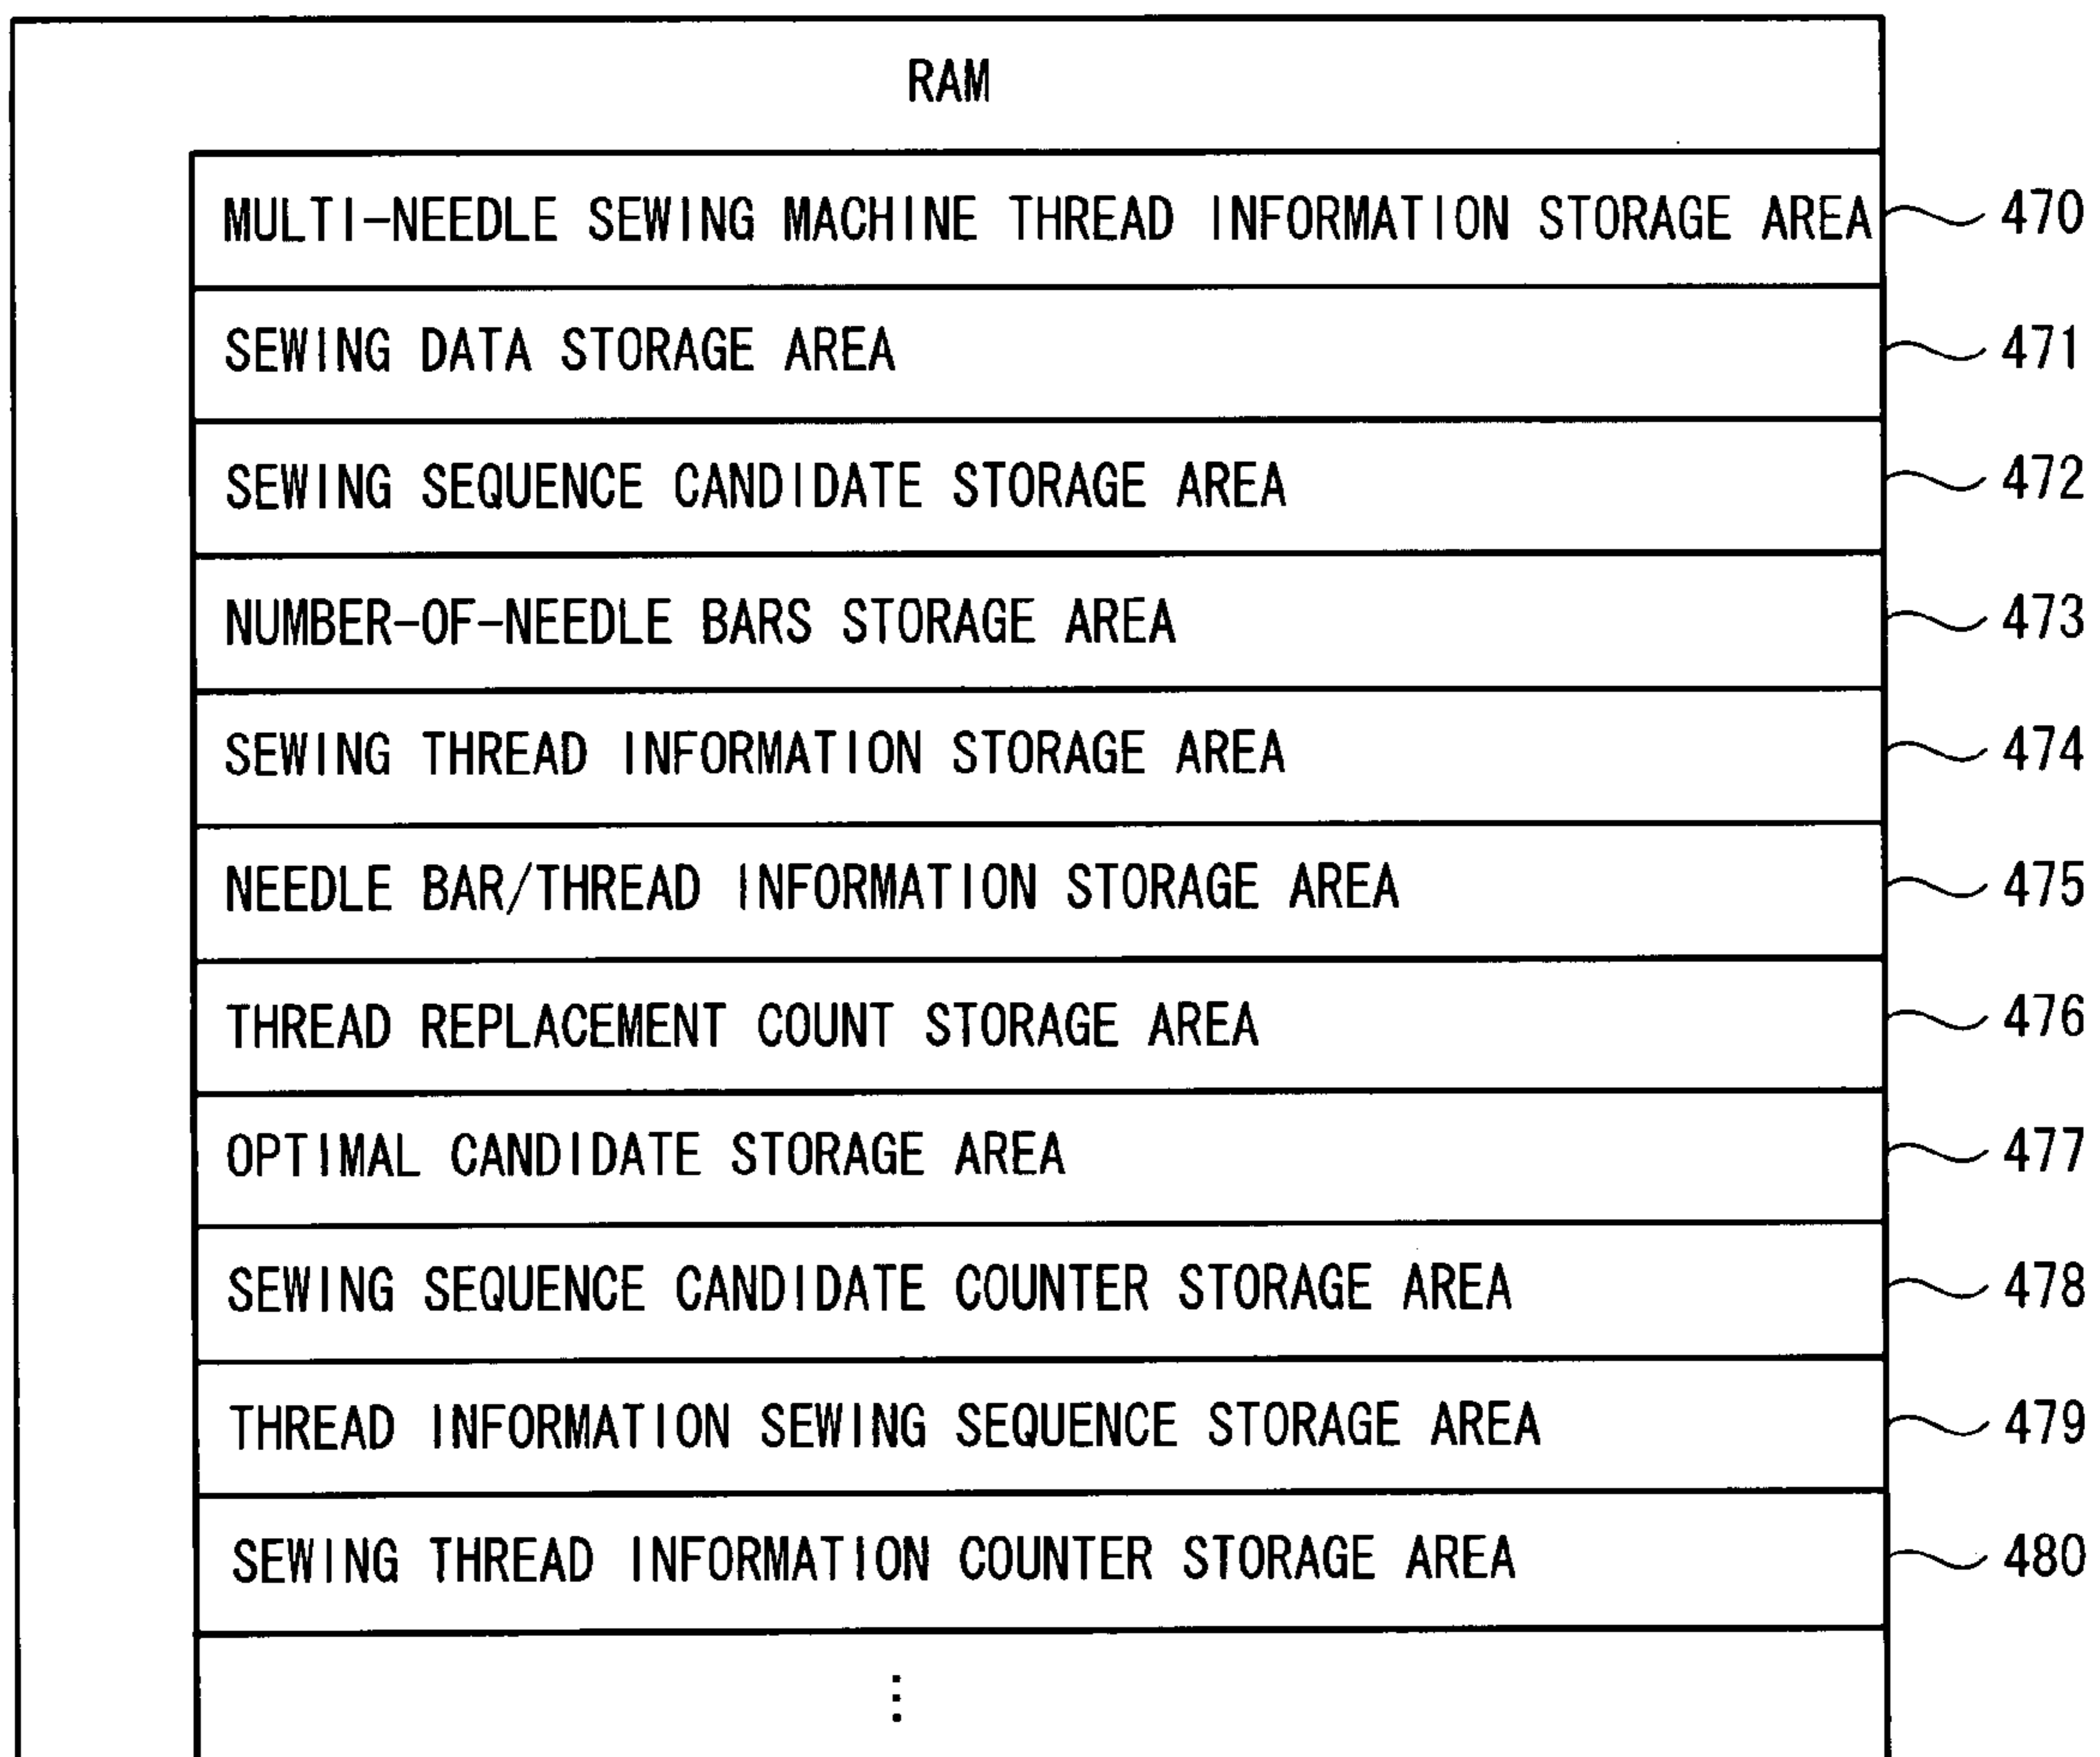 RAM
MULTI-NEEDLE SEWING MACHINE THREAD INFORMATION STORAGE AREA 470
SEWING DATA STORAGE AREA 471
SEWING SEQUENCE CANDIDATE STORAGE AREA 472
NUMBER-OF-NEEDLE BARS STORAGE AREA 473
SEWING THREAD INFORMATION STORAGE AREA 474
NEEDLE BAR/THREAD INFORMATION STORAGE AREA 475
THREAD REPLACEMENT COUNT STORAGE AREA 476
OPTIMAL CANDIDATE STORAGE AREA 477
SEWING SEQUENCE CANDIDATE COUNTER STORAGE AREA 478
THREAD INFORMATION SEWING SEQUENCE STORAGE AREA 479
SEWING THREAD INFORMATION COUNTER STORAGE AREA 480
⋮